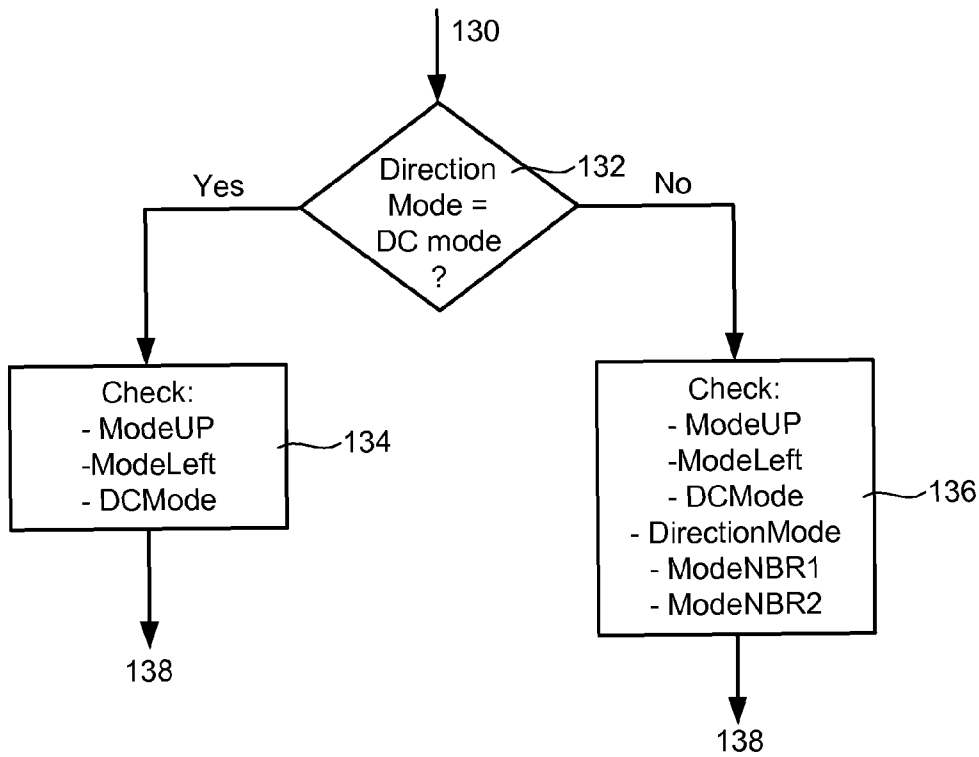 130
Direction
Mode =
DC mode
?
132
Yes
No
Check:
- ModeUP
-ModeLeft
- DCMode
134
Check:
- ModeUP
-ModeLeft
- DCMode
- DirectionMode
- ModeNBR1
- ModeNBR2
136
138
138